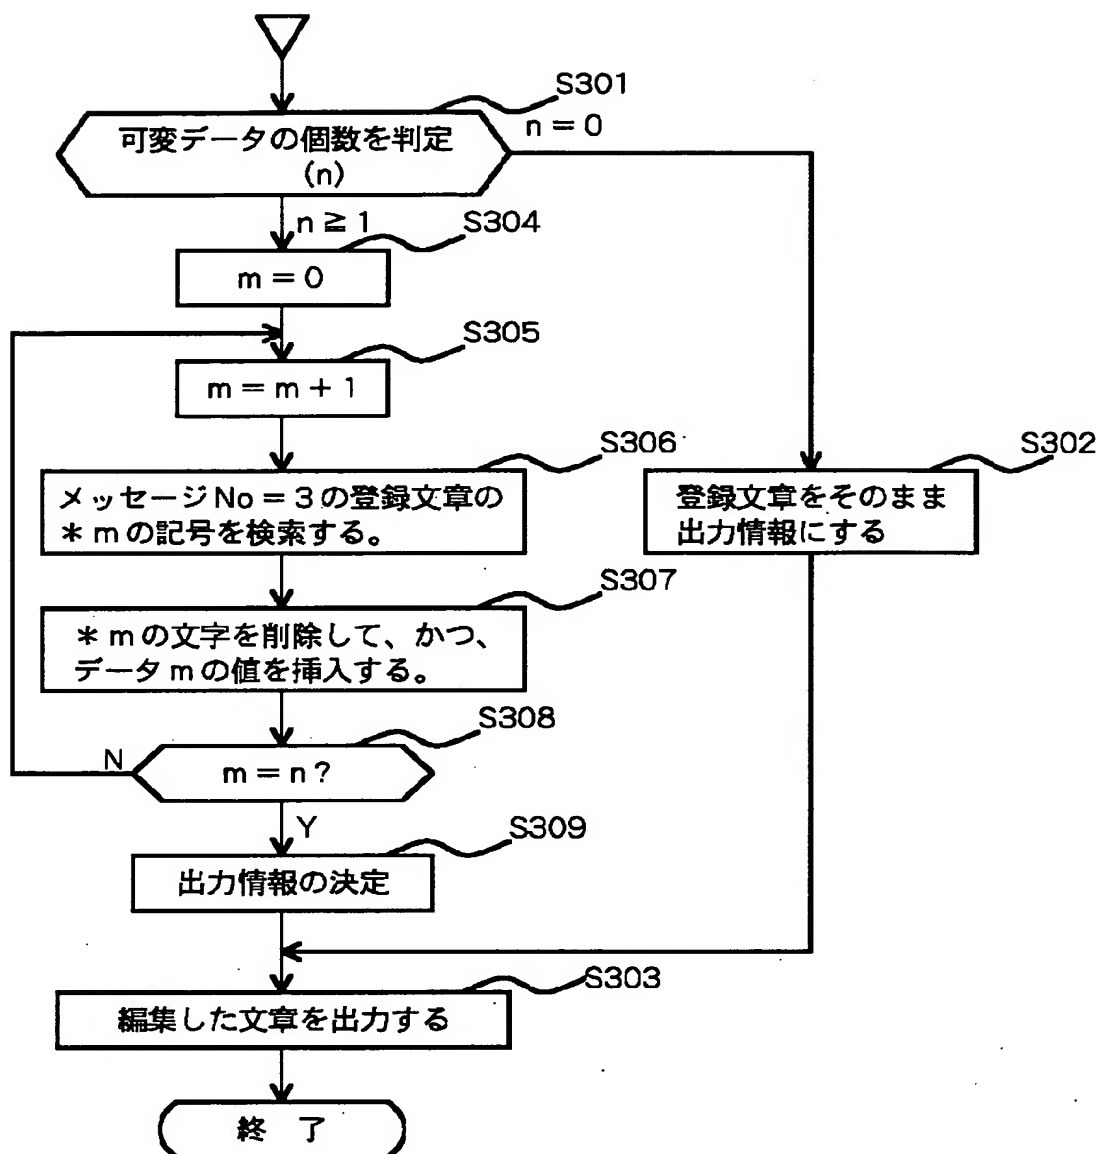 S301
可変データの個数を判定
(n)
n＝0
n≧1
S304
m＝0
S305
m＝m＋1
S306
メッセージNo＝3の登録文章の
＊mの記号を検索する。
S302
登録文章をそのまま
出力情報にする
S307
＊mの文字を削除して、かつ、
データmの値を挿入する。
S308
N
m＝n？
Y
S309
出力情報の決定
S303
編集した文章を出力する
終 了